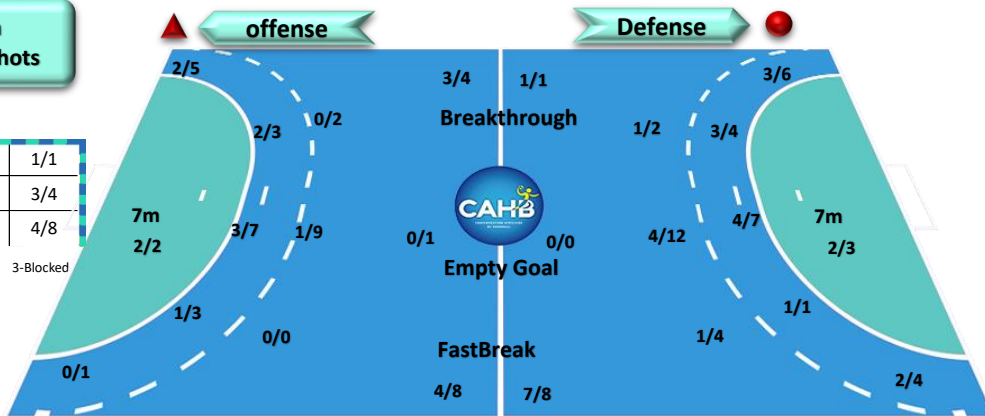 hots
offense
Defense
2/5
3/4
1/1
3/6
2/3
0/2
Breakthrough
1/2
3/4
1/1
3/4
4/8
3-Blocked
7m
2/2
3/7
1/9
0/1
CAHB
0/0
4/12
4/7
7m
2/3
Empty Goal
1/3
0/0
1/4
1/1
FastBreak
0/1
4/8
7/8
2/4